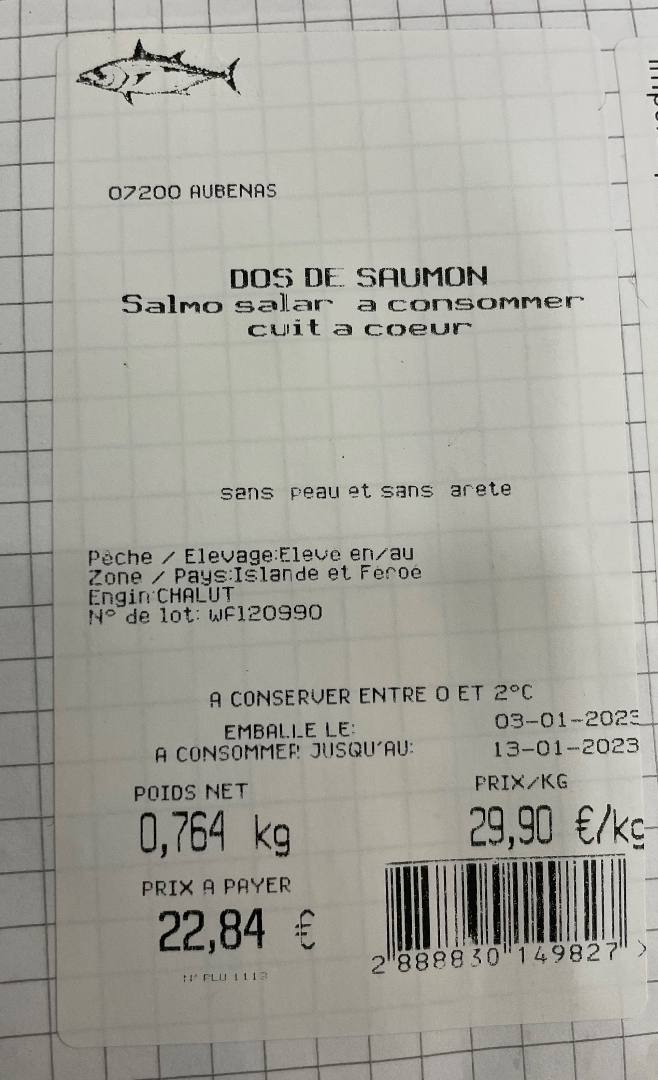 07200 AUBENAS
DOS DE SAUMON
Salmo salar a consommer
cuit a coeur
sans peau et sans arete
Pêche / Elevage:Eleve en/au
Zone / Pays:Islande et Feroé
Engin:CHALUT
N° de lot: WF120990
A CONSERVER ENTRE 0 ET 2°C
EMBALLE LE: 03-01-2023
A CONSOMMER JUSQU'AU: 13-01-2023
POIDS NET PRIX/KG
0,764 kg 29,90 €/kg
PRIX A PAYER
22,84 €
2 888830 149827 >
N° PLU 1113